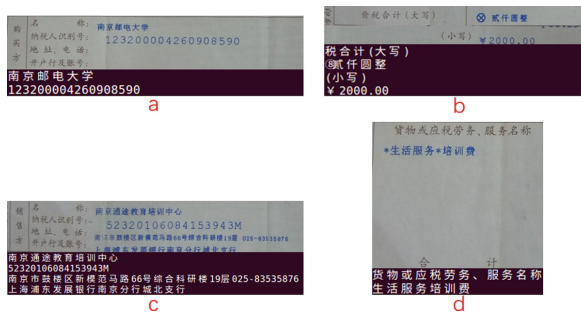 购买方
名 称: 南京邮电大学
纳税人识别号: 123200004260908590
地 址、电 话:
开户行及账号:
南京邮电大学
123200004260908590
a
价税合计(大写) ⊗ 贰仟圆整
(小写) ¥2000.00
税合计(大写)
⑧贰仟圆整
(小写)
¥ 2000.00
b
销售方
名 称: 南京通途教育培训中心
纳税人识别号: 52320106084153943M
地 址、电 话: 南京市鼓楼区新模范马路66号综合科研楼19层 025-83535876
开户行及账号: 上海浦东发展银行南京分行城北支行
南京通途教育培训中心
52320106084153943M
南京市鼓楼区新模范马路66号综合科研楼19层025-83535876
上海浦东发展银行南京分行城北支行
c
货物或应税劳务、服务名称
*生活服务*培训费
合 计
货物或应税劳务、服务名称
生活服务培训费
d